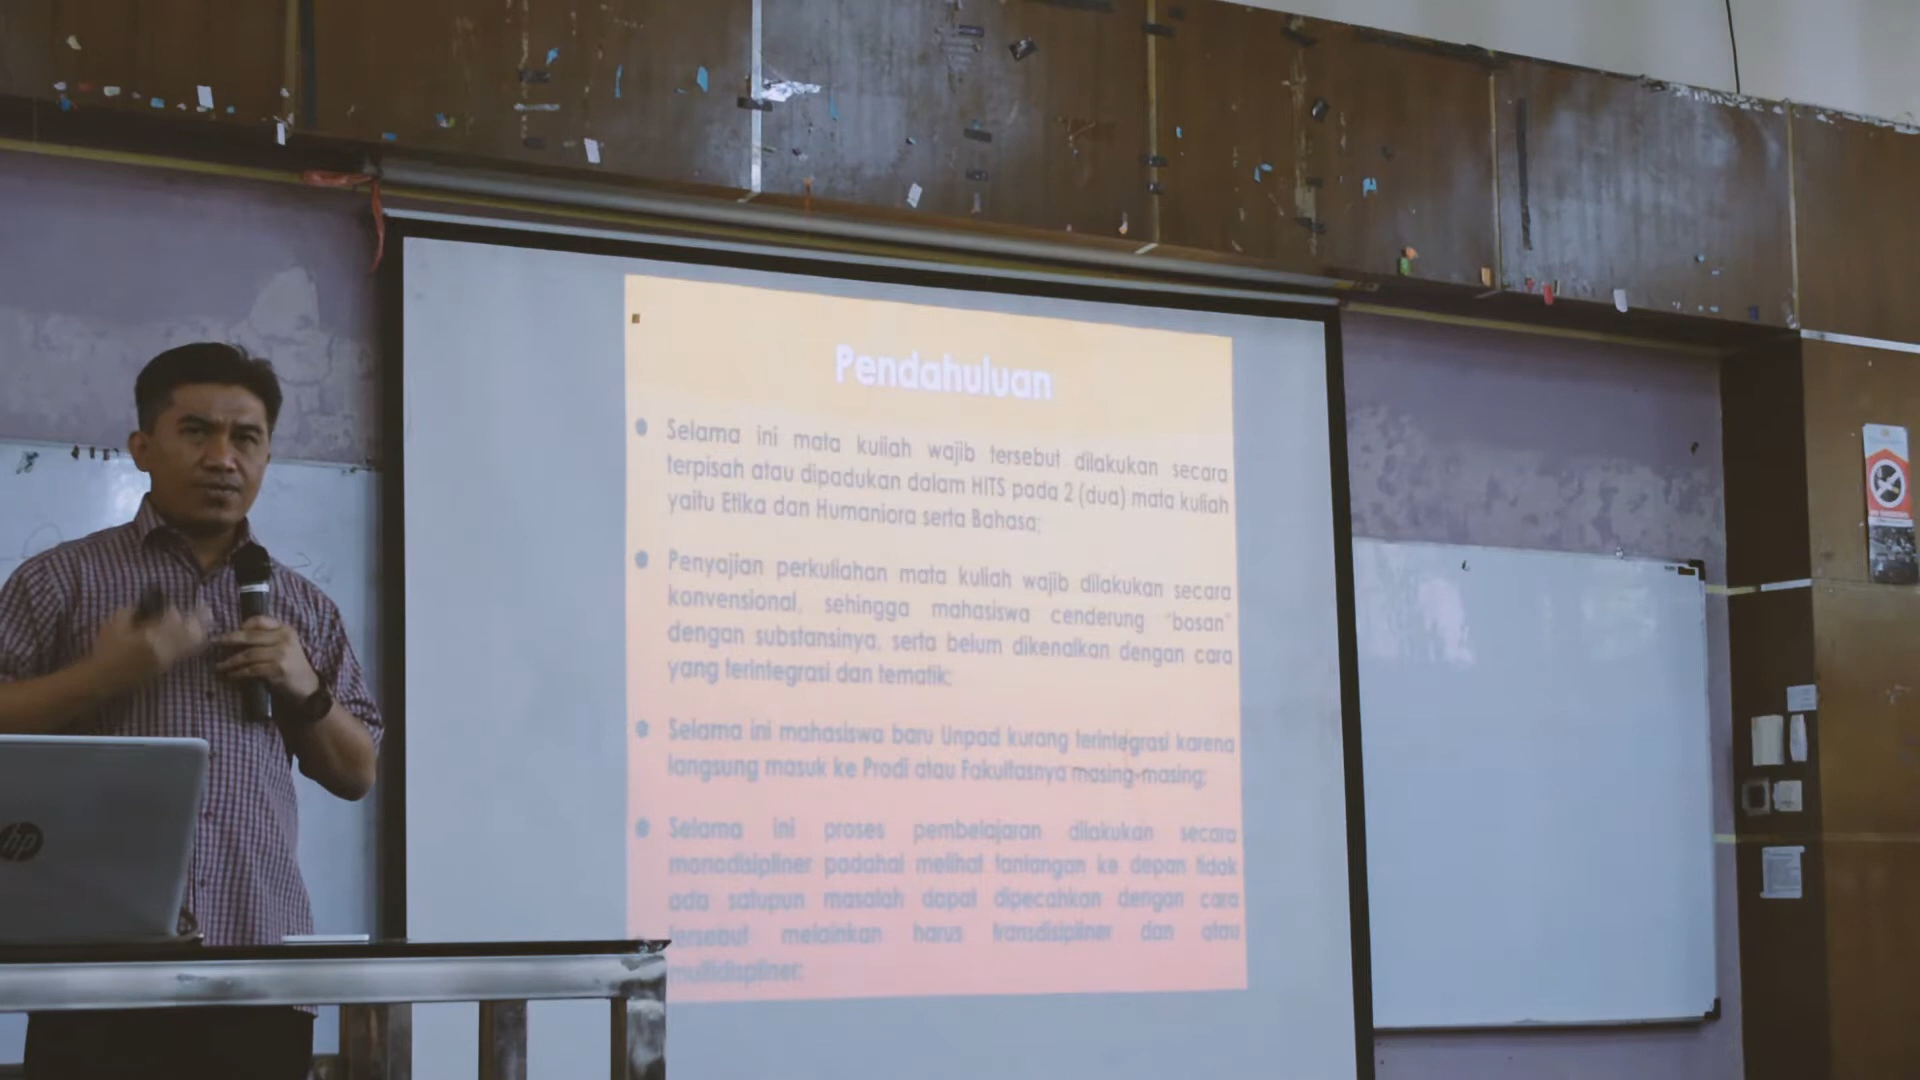 Pendahuluan
Selama ini mata kuliah wajib tersebut dilakukan secara
terpisah atau dipadukan dalam HITS pada 2 (dua) mata kuliah
yaitu Etika dan Humaniora serta Bahasa;
Penyajian perkuliahan mata kuliah wajib dilakukan secara
konvensional, sehingga mahasiswa cenderung "bosan"
dengan substansinya, serta belum dikenalkan dengan cara
yang terintegrasi dan tematik;
Selama ini mahasiswa baru Unpad kurang terintegrasi karena
langsung masuk ke Prodi atau Fakultasnya masing-masing;
Selama ini proses pembelajaran dilakukan secara
monodisipliner padahal melihat tantangan ke depan tidak
ada satupun masalah dapat dipecahkan dengan cara
tersebut melainkan harus transdisipliner dan atau
multidispliner;
hp